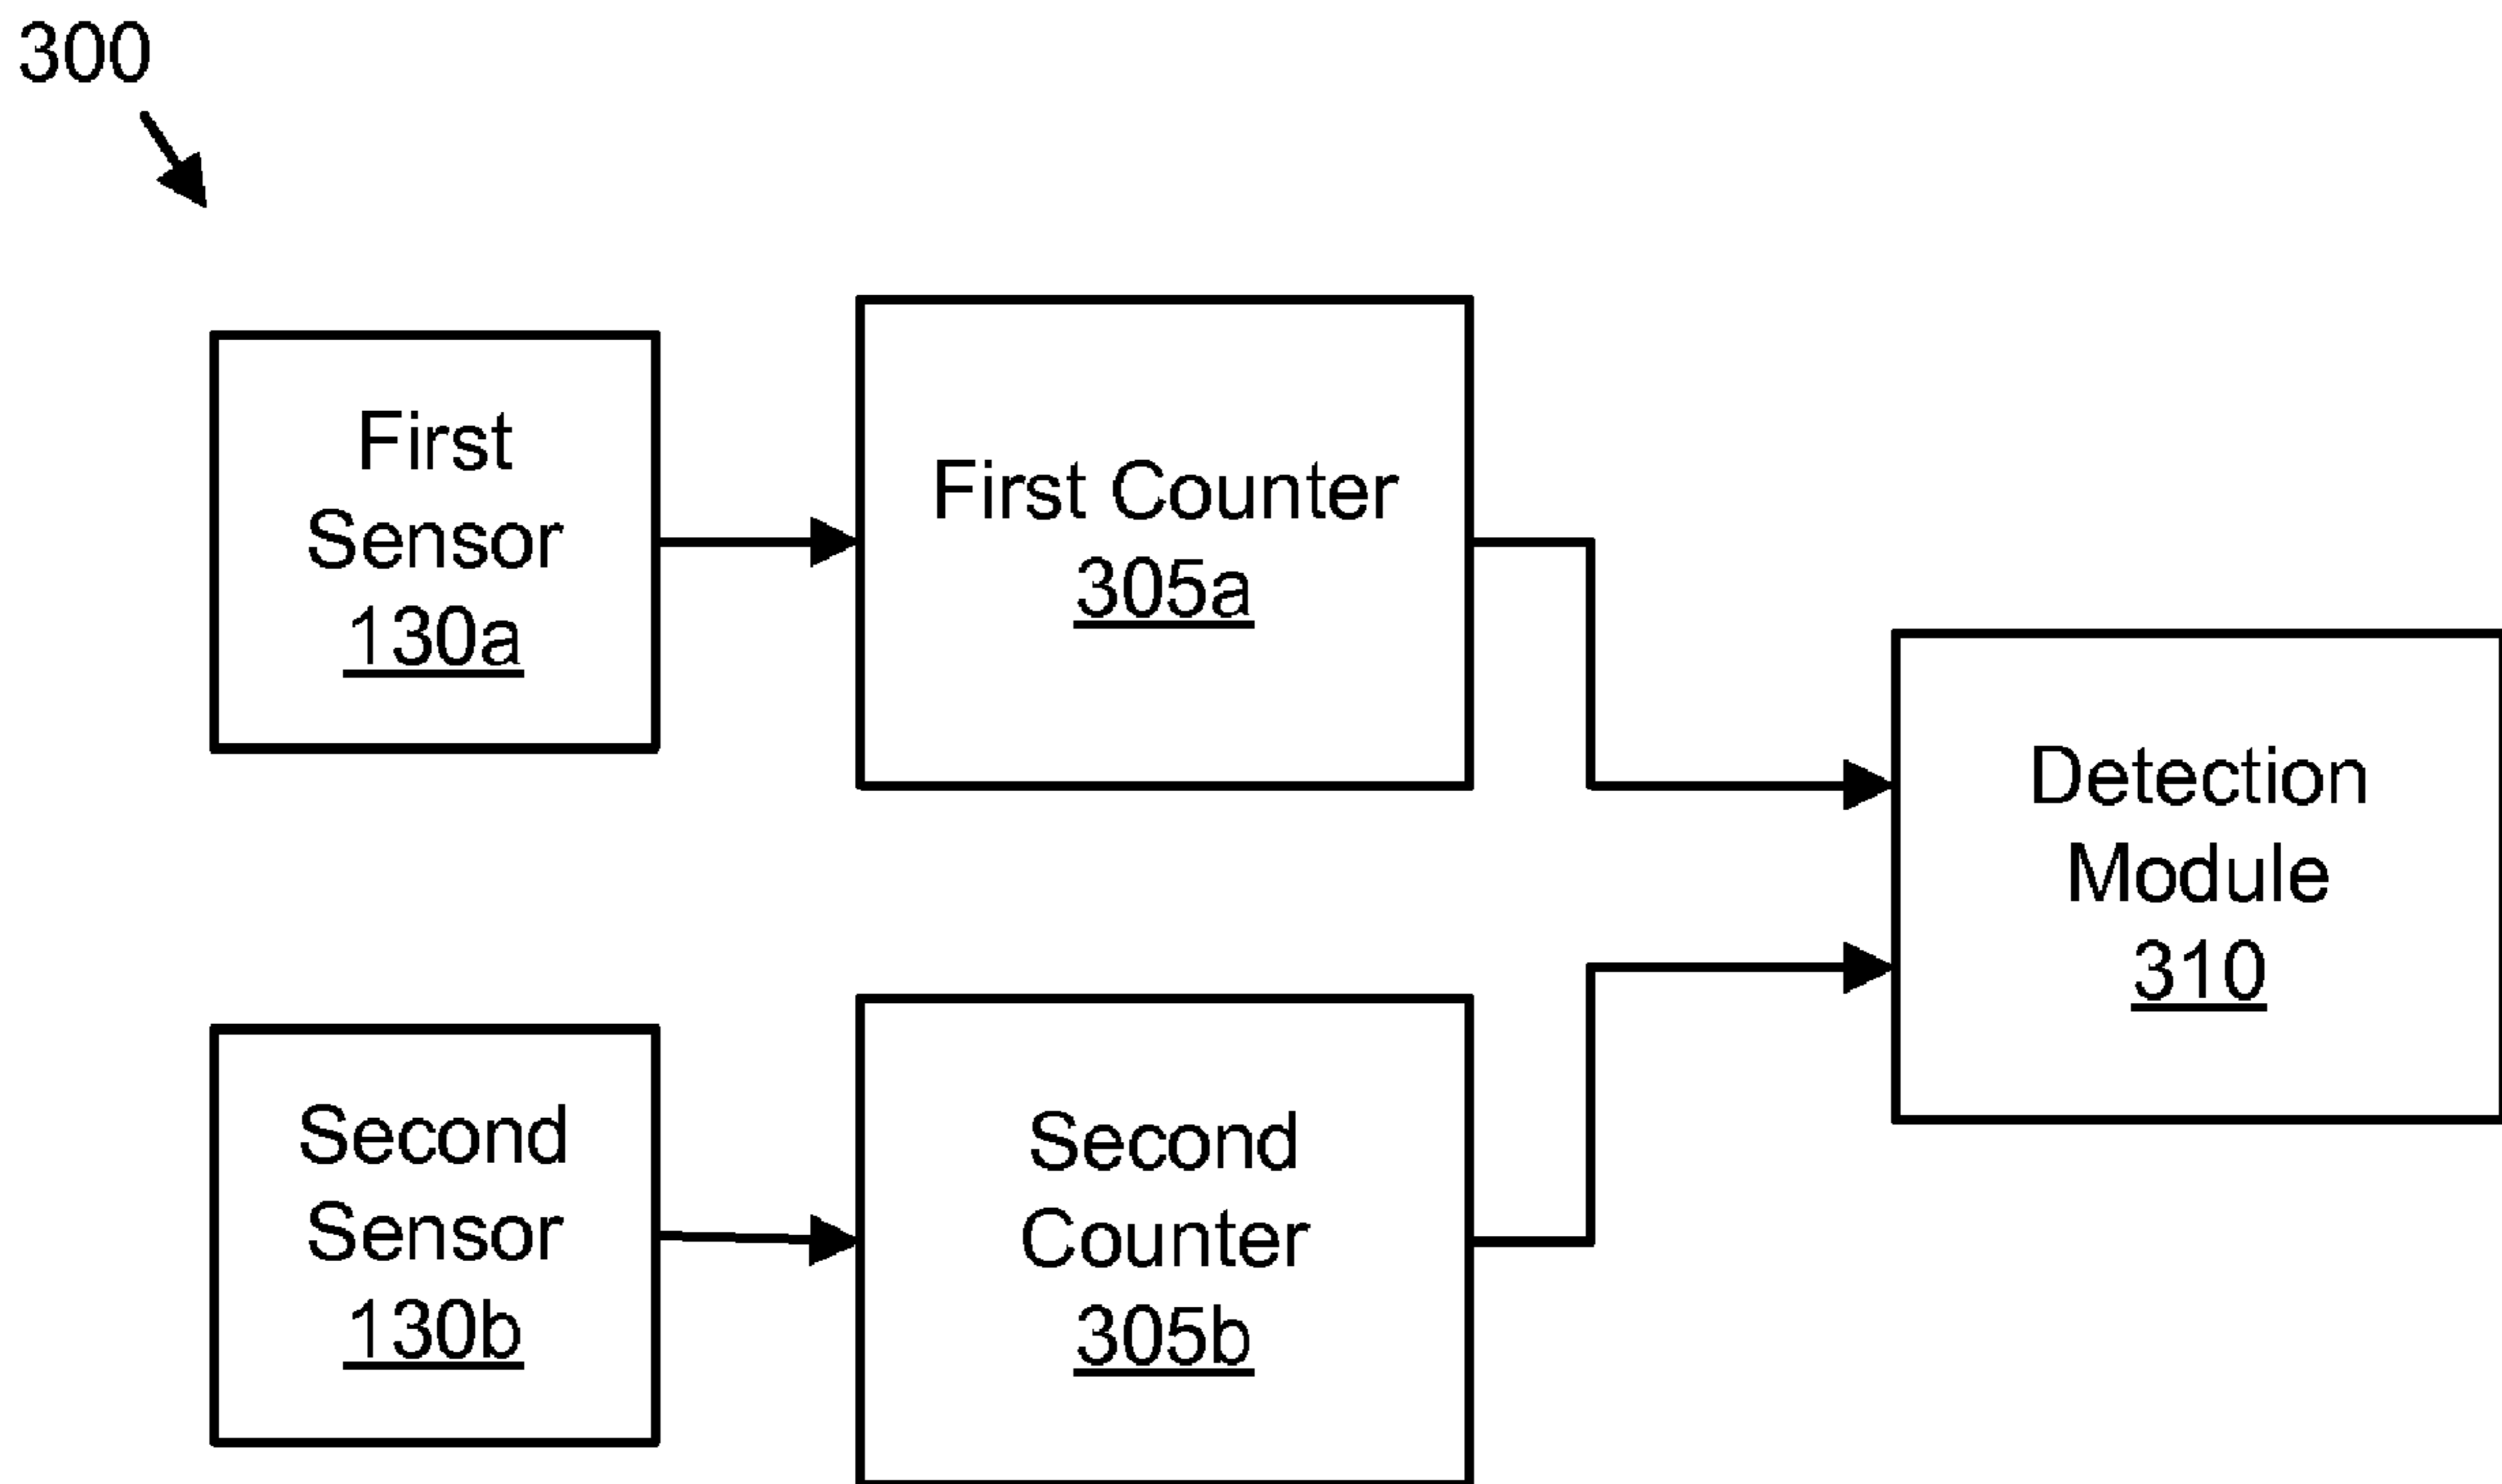 300
First
Sensor
130a
First Counter
305a
Detection
Module
310
Second
Sensor
130b
Second
Counter
305b